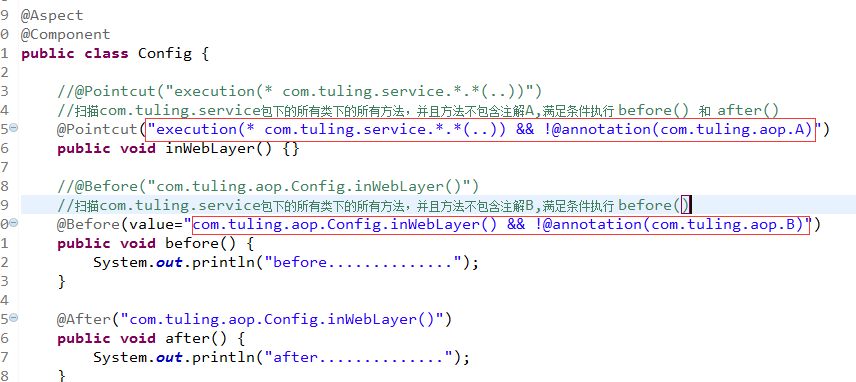 9 @Aspect
0 @Component
1 public class Config {
2
3 //@Pointcut("execution(* com.tuling.service.*.*(..))")
4 //扫描com.tuling.service包下的所有类下的所有方法，并且方法不包含注解A,满足条件执行 before() 和 after()
5 @Pointcut("execution(* com.tuling.service.*.*(..)) && !@annotation(com.tuling.aop.A)")
6 public void inWebLayer() {}
7
8 //@Before("com.tuling.aop.Config.inWebLayer()")
9 //扫描com.tuling.service包下的所有类下的所有方法，并且方法不包含注解B,满足条件执行 before()
0 @Before(value="com.tuling.aop.Config.inWebLayer() && !@annotation(com.tuling.aop.B)")
1 public void before() {
2 System.out.println("before..............");
3 }
4
5 @After("com.tuling.aop.Config.inWebLayer()")
6 public void after() {
7 System.out.println("after..............");
8 }